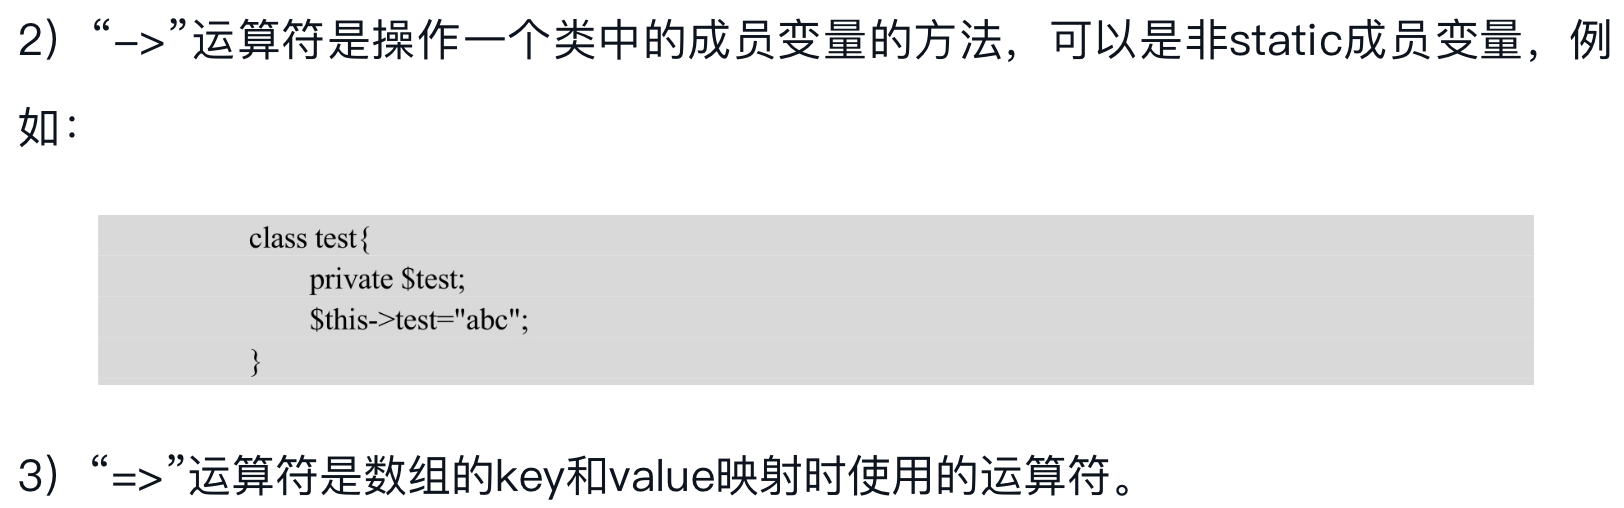 2）“–>”运算符是操作一个类中的成员变量的方法，可以是非static成员变量，例
如：
class test{
private $test;
$this->test="abc";
}
3）“=>”运算符是数组的key和value映射时使用的运算符。